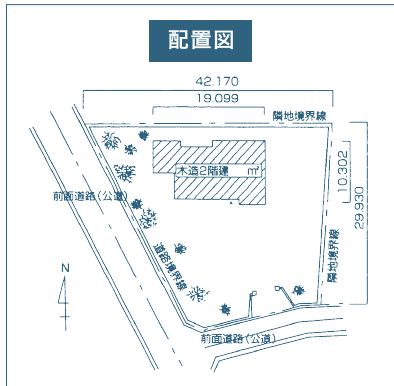 配置図
42.170
19.099
隣地境界線
木造2階建 ㎡
10.302
29.930
前面道路(公道)
道路境界線
隣地境界線
N
前面道路(公道)